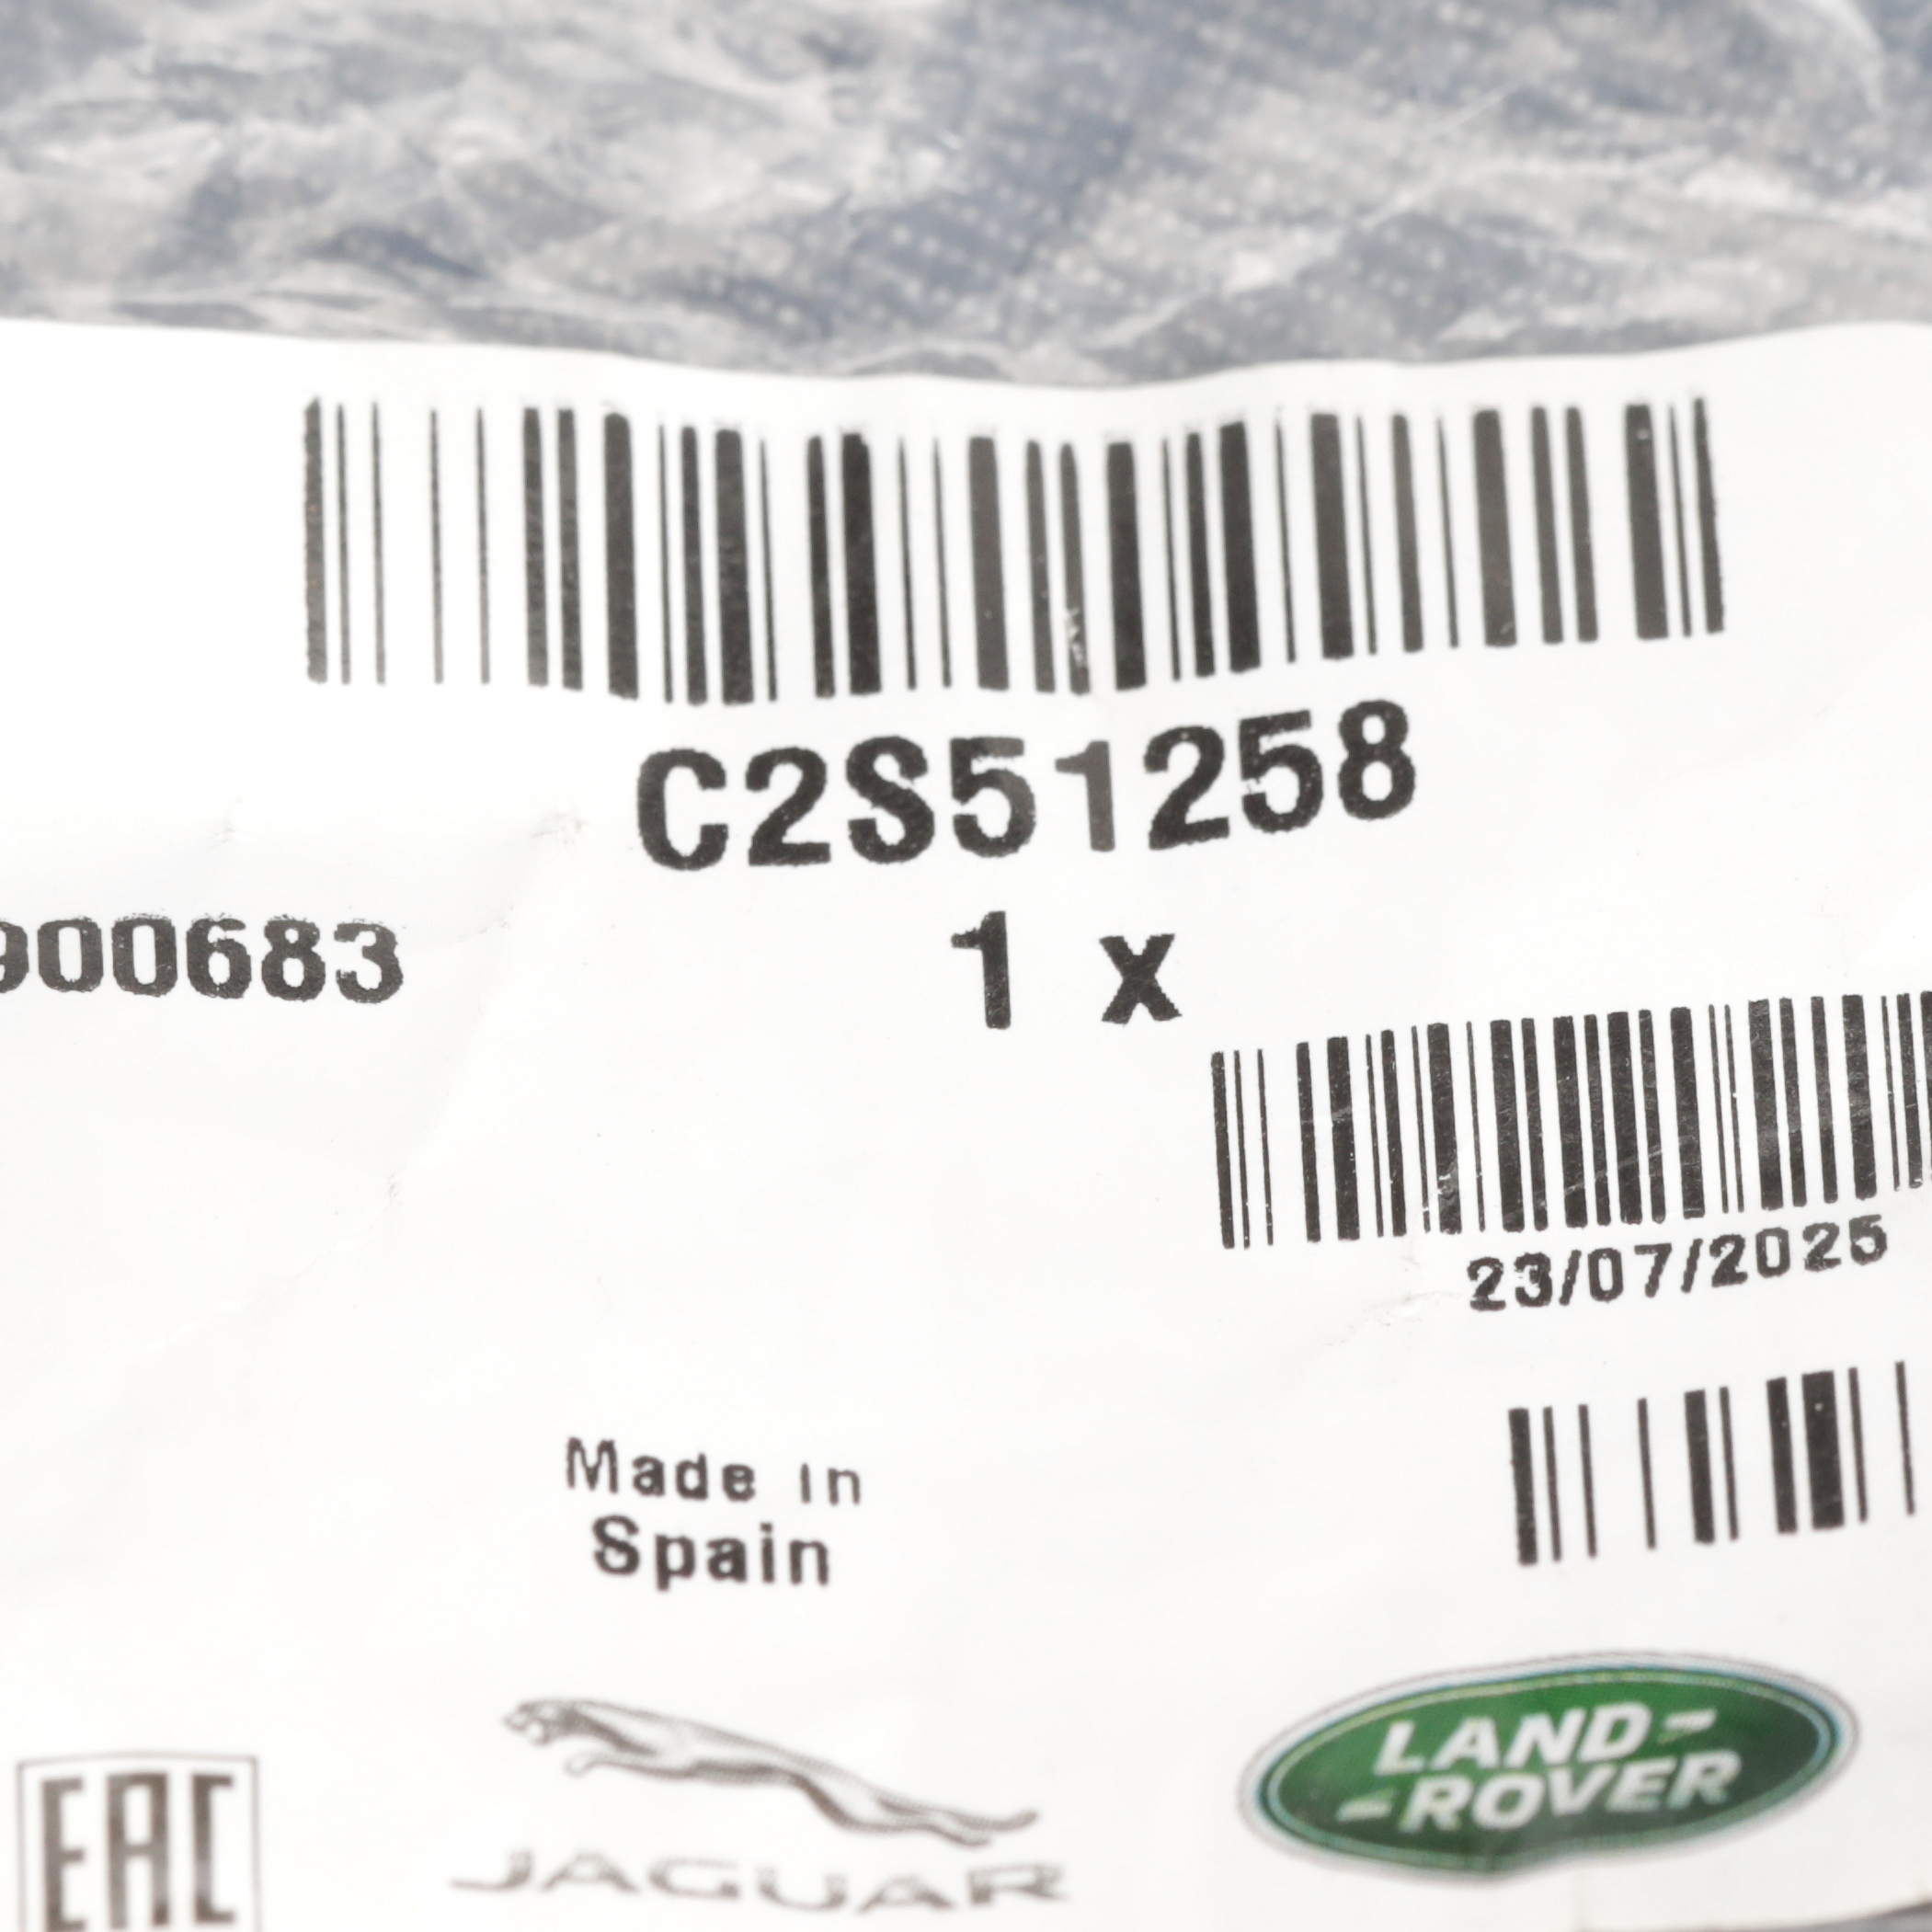 C2S51258
900683
1 x
23/07/2025
Made in
Spain
EAC
JAGUAR
LAND-
-ROVER